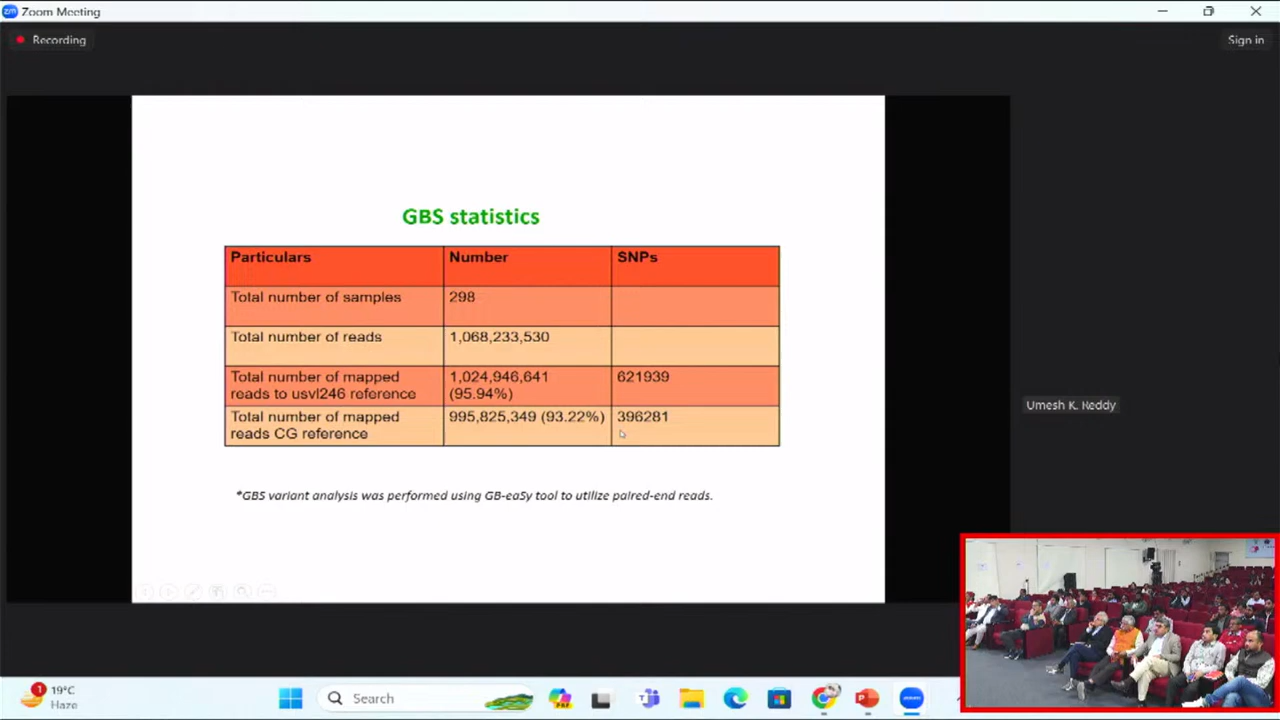 Zoom Meeting
Recording
Sign in
GBS statistics
Particulars Number SNPs
Total number of samples 298
Total number of reads 1,068,233,530
Total number of mapped 1,024,946,641 621939
reads to usvl246 reference (95.94%)
Total number of mapped 995,825,349 (93.22%) 396281
reads CG reference
*GBS variant analysis was performed using GB-eaSy tool to utilize paired-end reads.
Umesh K. Reddy
1 19°C
Haze
Search